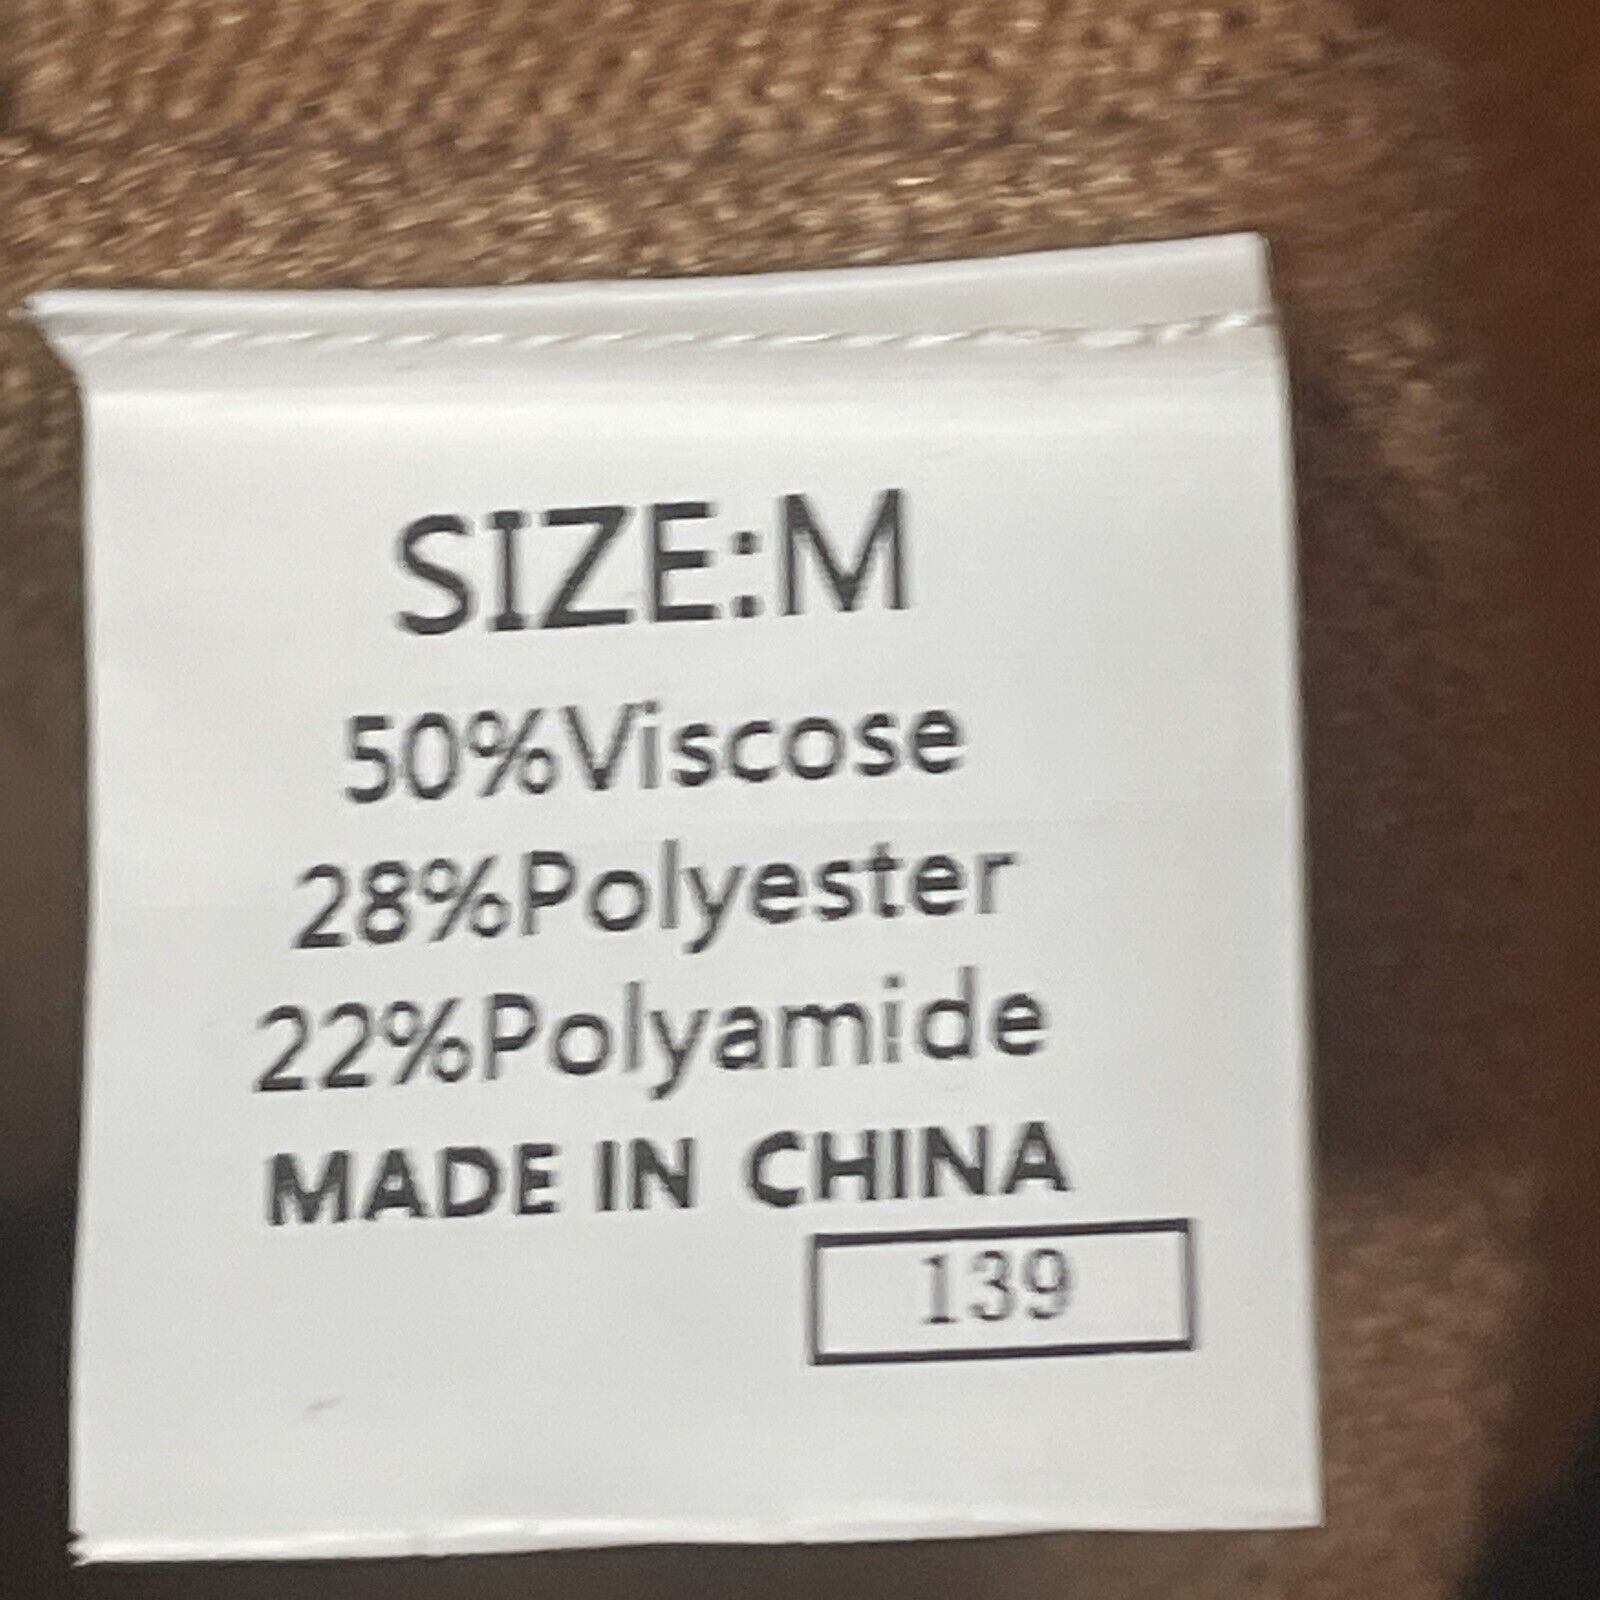 SIZE:M
50%Viscose
28%Polyester
22%Polyamide
MADE IN CHINA
139